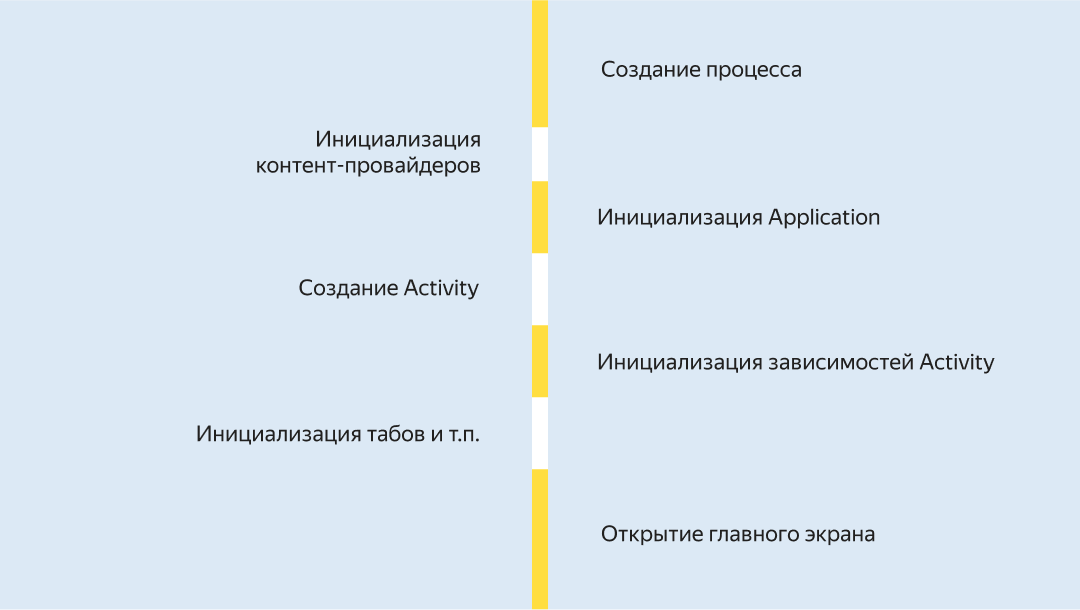 Создание процесса
Инициализация
контент-провайдеров
Инициализация Application
Создание Activity
Инициализация зависимостей Activity
Инициализация табов и т.п.
Открытие главного экрана